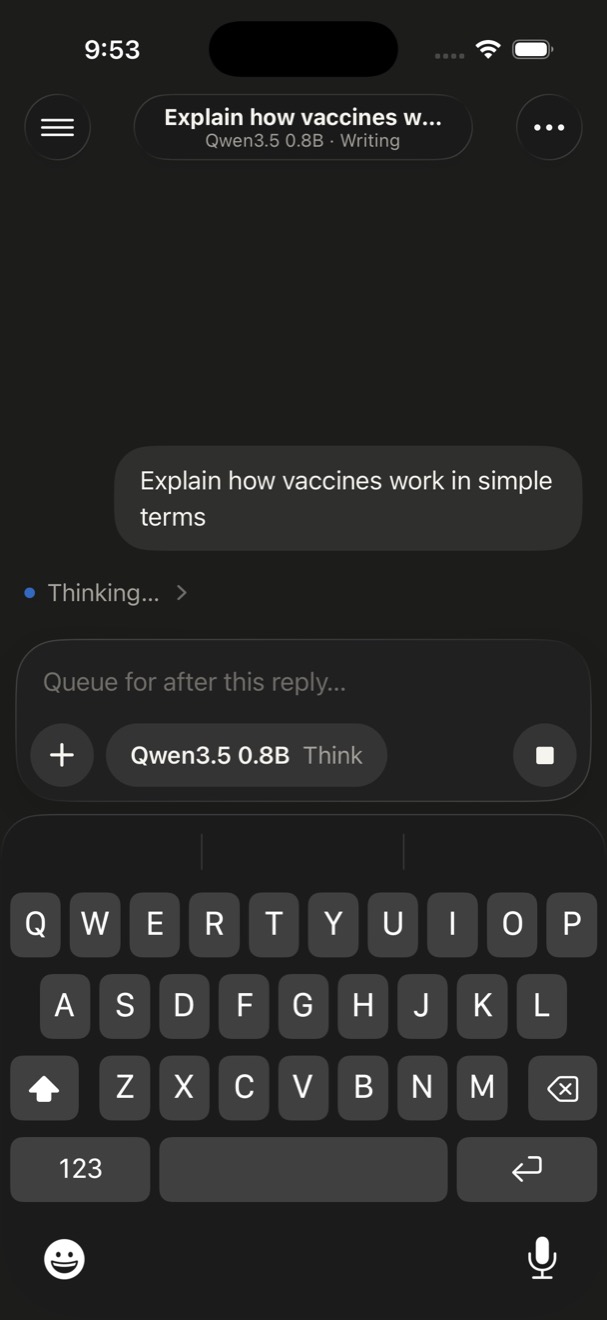 9:53
Explain how vaccines w...
Qwen3.5 0.8B · Writing
Explain how vaccines work in simple
terms
Thinking...
Queue for after this reply...
Qwen3.5 0.8B Think
Q W E R T Y U I O P
A S D F G H J K L
Z X C V B N M
123